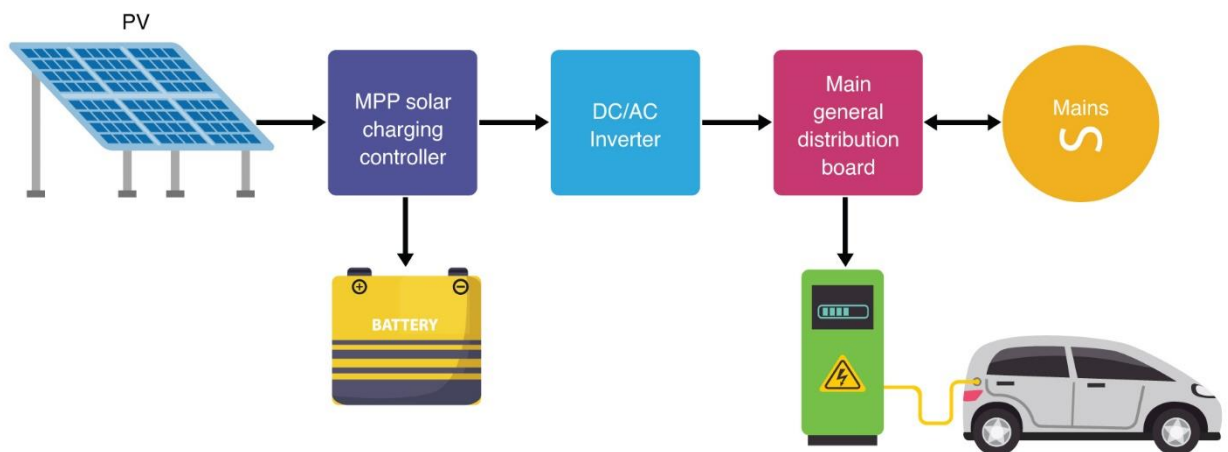 PV
MPP solar
charging
controller
DC/AC
Inverter
Main
general
distribution
board
Mains
BATTERY